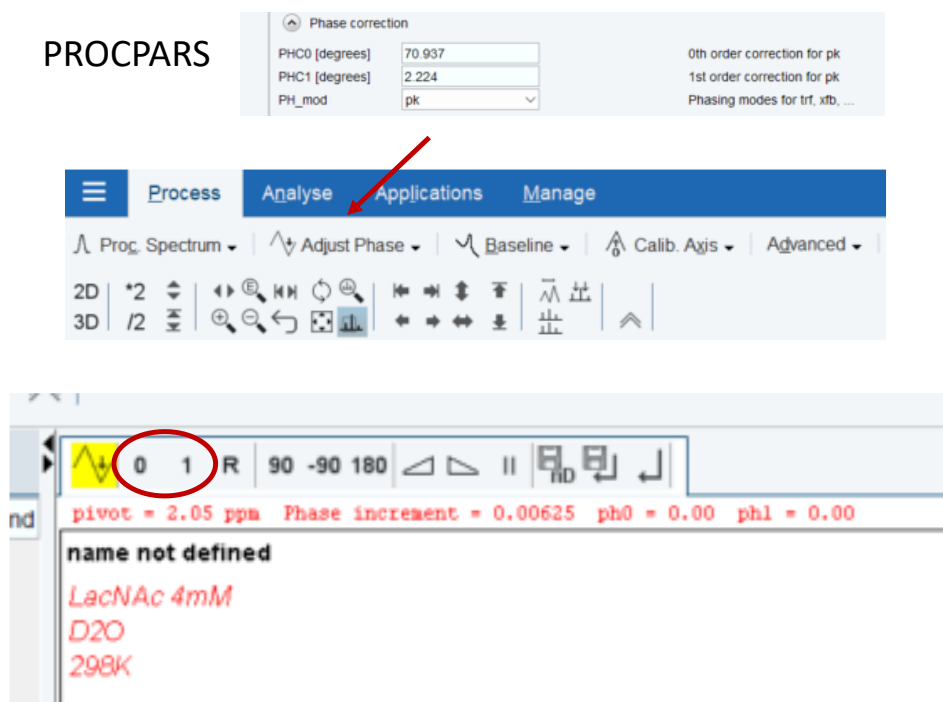 PROCPARS
Phase correction
PHC0 [degrees] 70.937 0th order correction for pk
PHC1 [degrees] 2.224 1st order correction for pk
PH_mod pk Phasing modes for trf, xfb, ...
Process Analyse Applications Manage
Proc. Spectrum Adjust Phase Baseline Calib. Axis Advanced
2D *2 E
3D /2
0 1 R 90 -90 180 nD
nd pivot = 2.05 ppm Phase increment = 0.00625 ph0 = 0.00 ph1 = 0.00
name not defined
LacNAc 4mM
D2O
298K